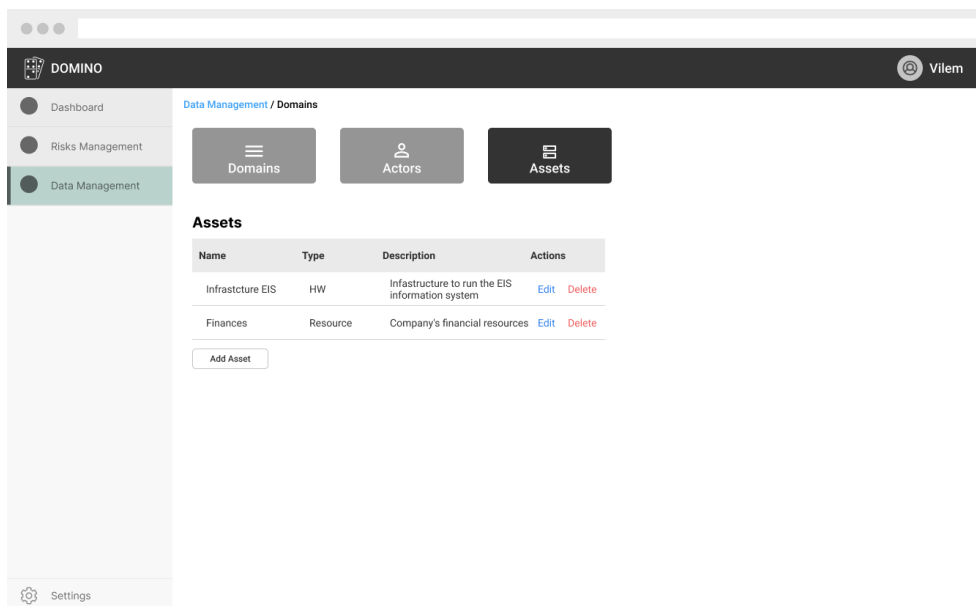 DOMINO
Vilem
Dashboard
Risks Management
Data Management
Settings
Data Management / Domains
Domains
Actors
Assets
Assets
Name Type Description Actions
Infrastcture EIS HW Infastructure to run the EIS information system Edit Delete
Finances Resource Company's financial resources Edit Delete
Add Asset